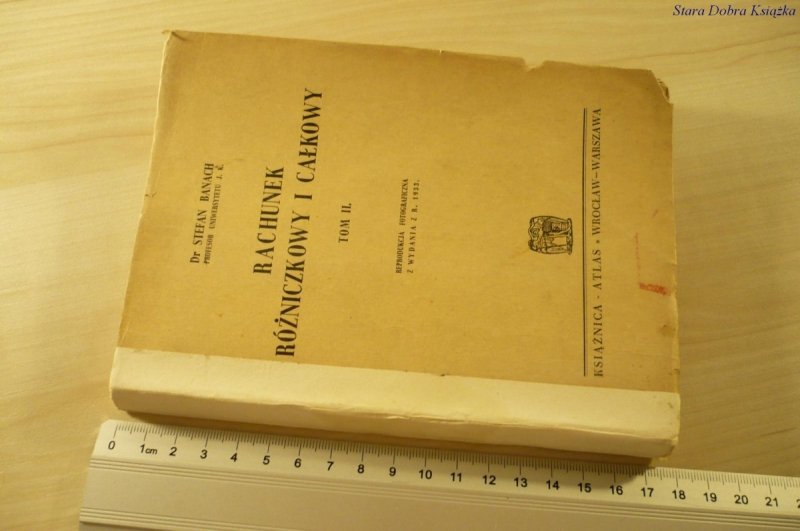 Stara Dobra Książka
Dr STEFAN BANACH
PROFESOR UNIWERSYTETU J. K.
RACHUNEK
RÓŻNICZKOWY I CAŁKOWY
TOM II.
REPRODUKCJA FOTOGRAFICZNA
Z WYDANIA Z R. 1933.
KSIĄŻNICA - ATLAS * WROCŁAW—WARSZAWA
0 1cm 2 3 4 5 6 7 8 9 10 11 12 13 14 15 16 17 18 19 20 21